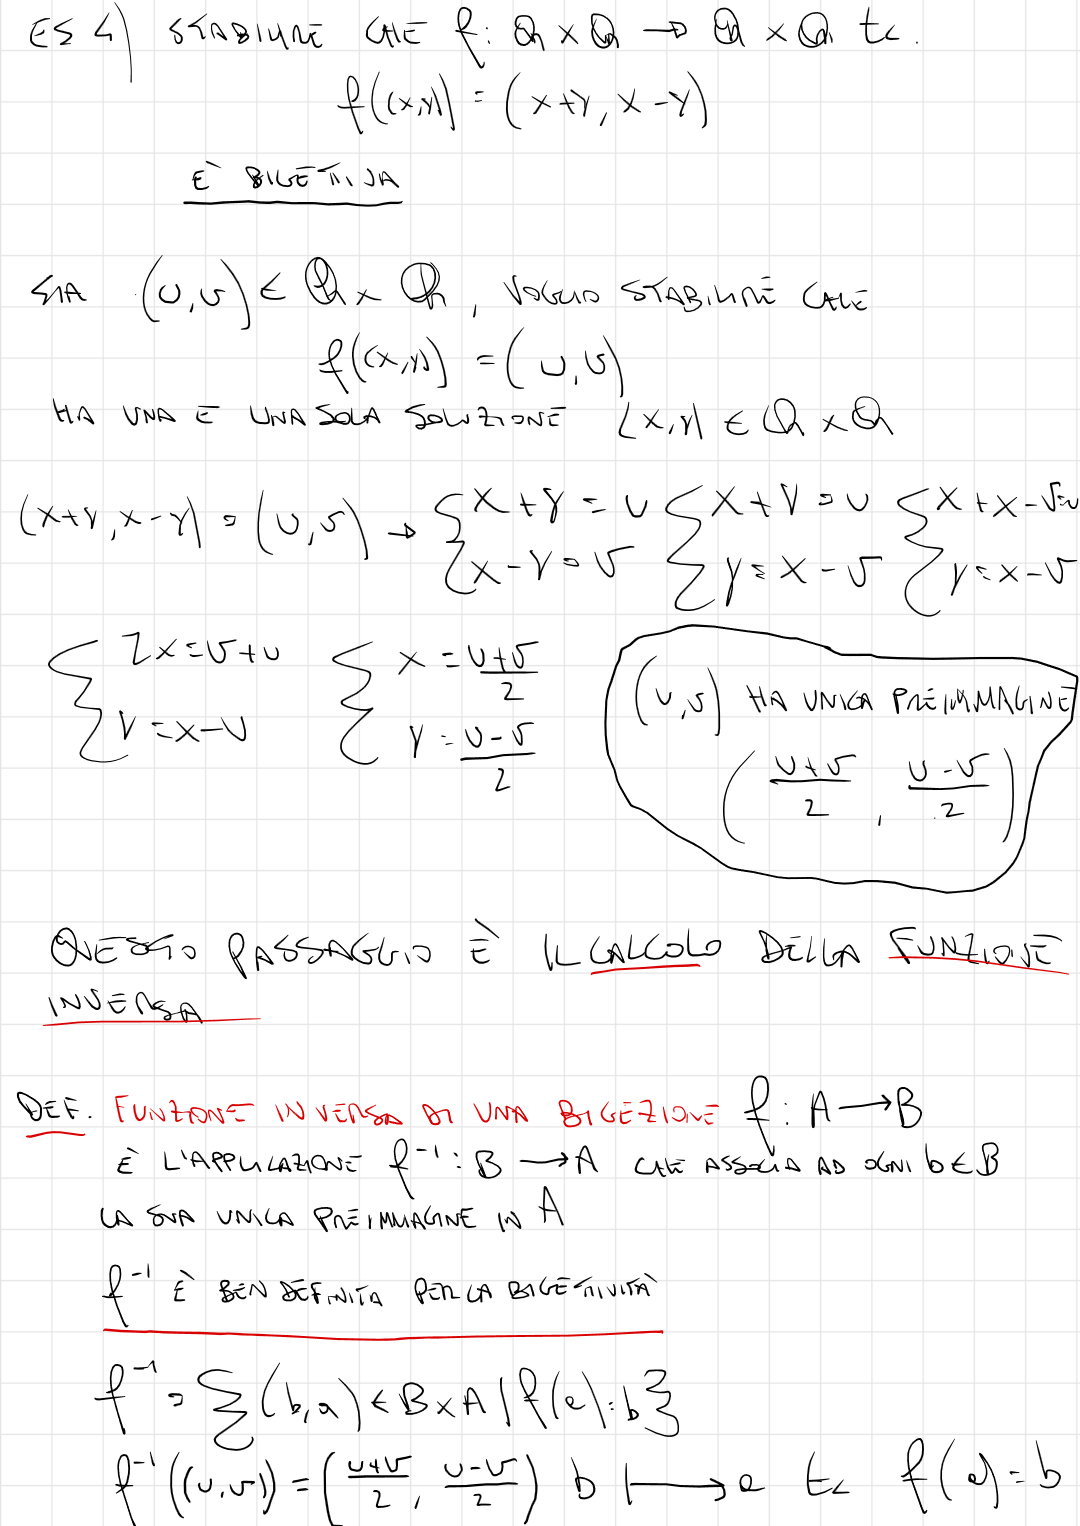 ES 4) STABILIRE CHE f: ℚ × ℚ → ℚ × ℚ tc.
f((x,y)) = (x+y, x-y)
È BIGETTIVA
SIA (u,v) ∈ ℚ × ℚ, VOGLIO STABILIRE CHE
f((x,y)) = (u,v)
HA UNA E UNA SOLA SOLUZIONE (x,y) ∈ ℚ × ℚ
(x+y, x-y) = (u,v) → { x+y = u { x+y = u { x+x-v=u
{ x-y = v { y = x-v { y = x-v
{ 2x = v+u { x = (u+v)/2 (u,v) HA UNICA PREIMMAGINE
{ y = x-v { y = (u-v)/2 ( (u+v)/2 , (u-v)/2 )
QUESTO PASSAGGIO È IL CALCOLO DELLA FUNZIONE
INVERSA
DEF. FUNZIONE INVERSA DI UNA BIGEZIONE f: A → B
È L'APPLICAZIONE f⁻¹: B → A CHE ASSOCIA AD OGNI b ∈ B
LA SUA UNICA PREIMMAGINE IN A
f⁻¹ È BEN DEFINITA PER LA BIGETTIVITÀ
f⁻¹ = {(b,a) ∈ B × A | f(a) = b}
f⁻¹((u,v)) = ( (u+v)/2 , (u-v)/2 ) b ↦ a tc f(a) = b